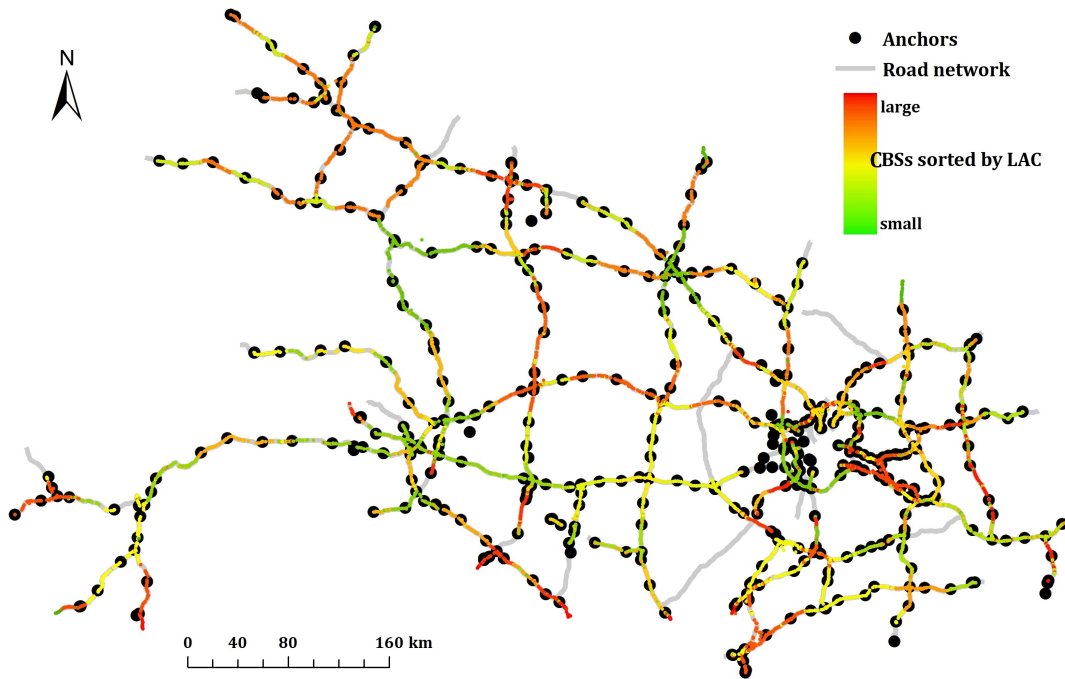 N
Anchors
Road network
large
CBSs sorted by LAC
small
0 40 80 160 km